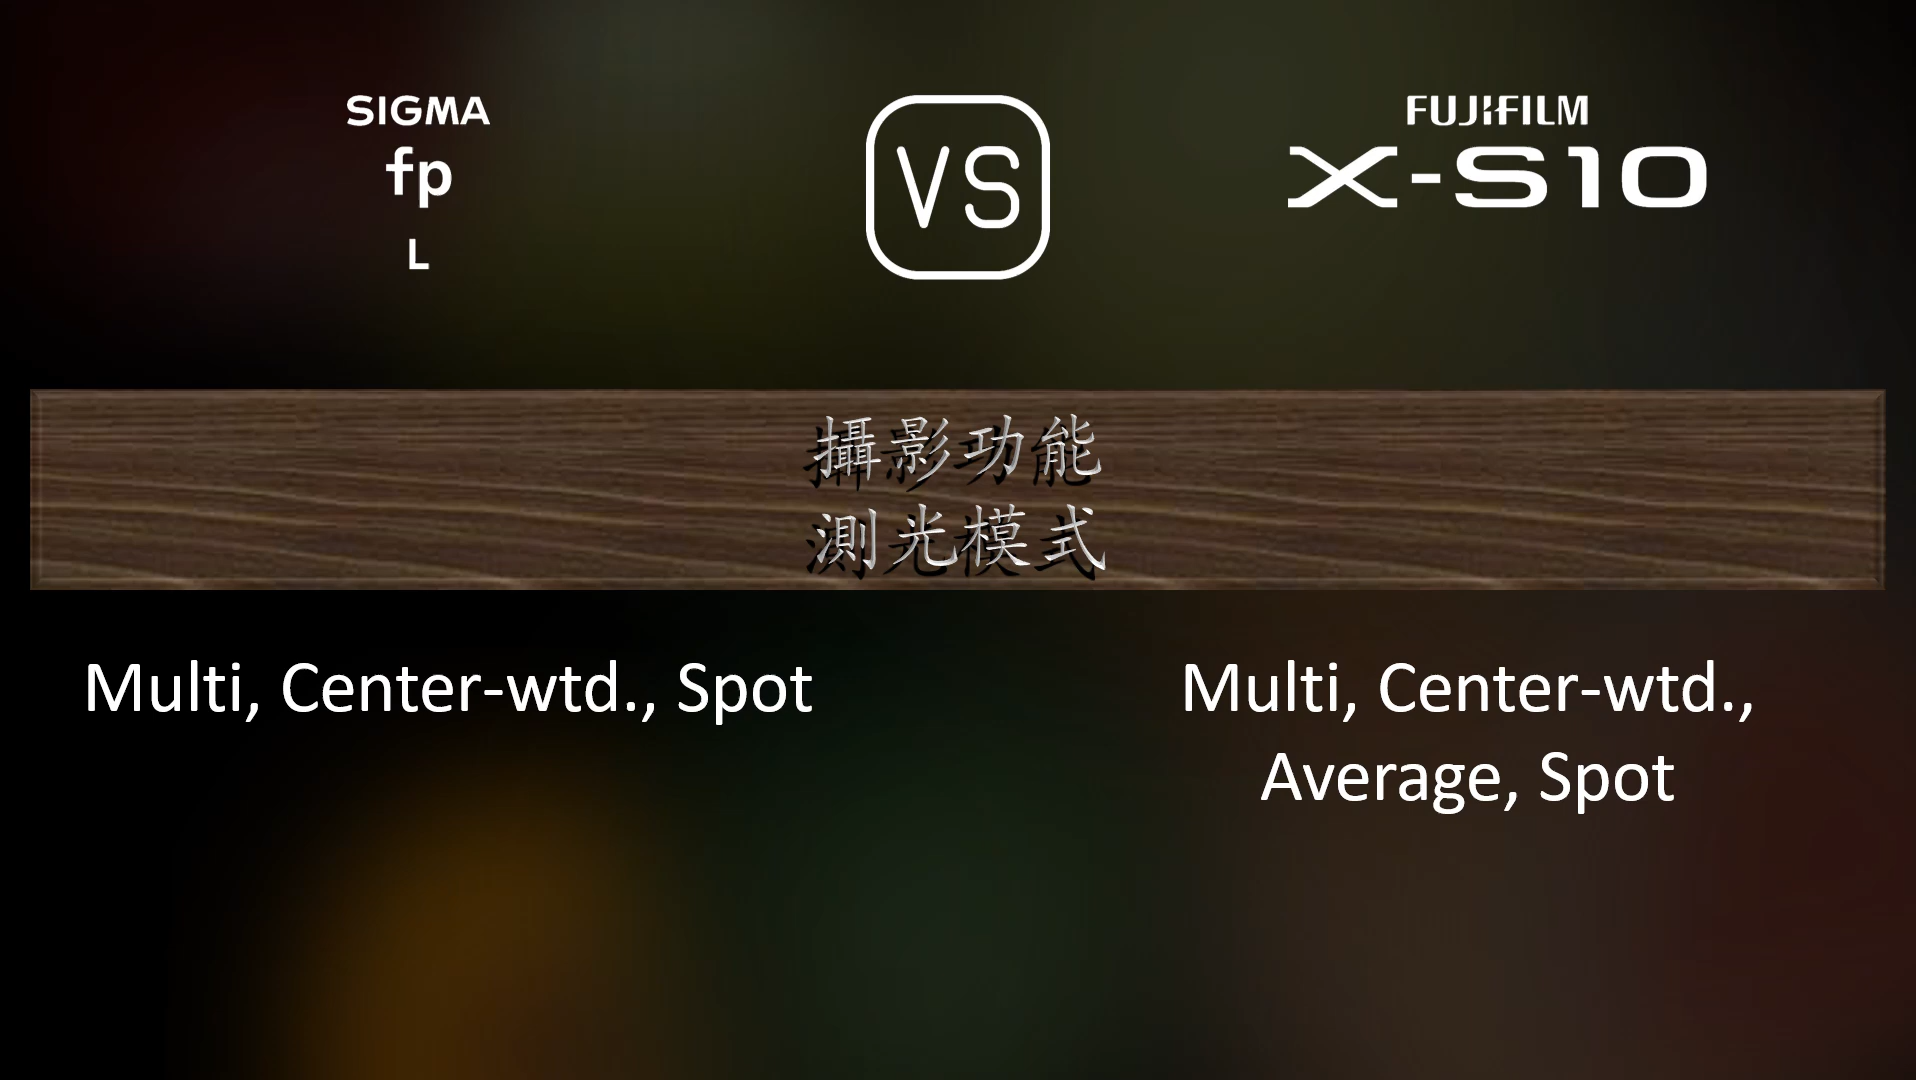 SIGMA
fp
L
VS
FUJIFILM
X-S10
攝影功能
測光模式
Multi, Center-wtd., Spot
Multi, Center-wtd.,
Average, Spot